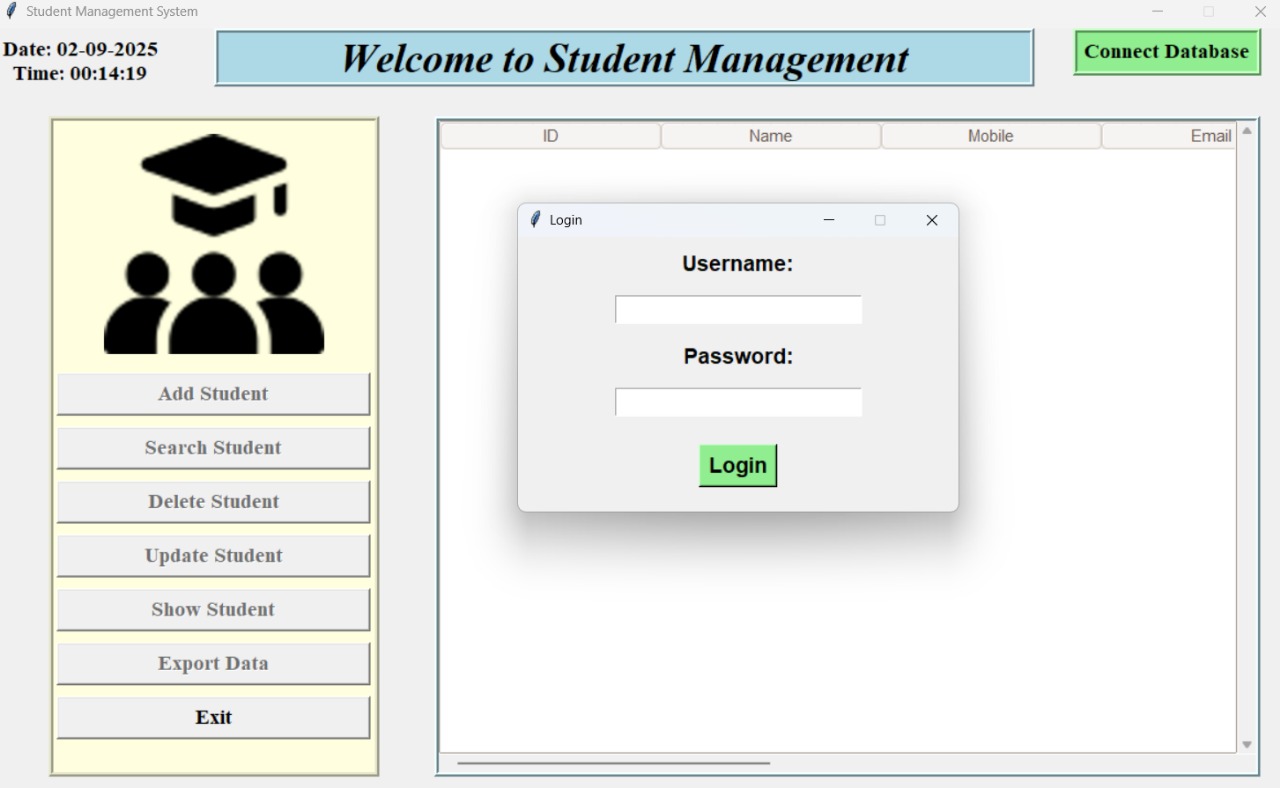 Student Management System
Date: 02-09-2025
Time: 00:14:19
Welcome to Student Management
Connect Database
ID Name Mobile Email
Login
Username:
Password:
Login
Add Student
Search Student
Delete Student
Update Student
Show Student
Export Data
Exit